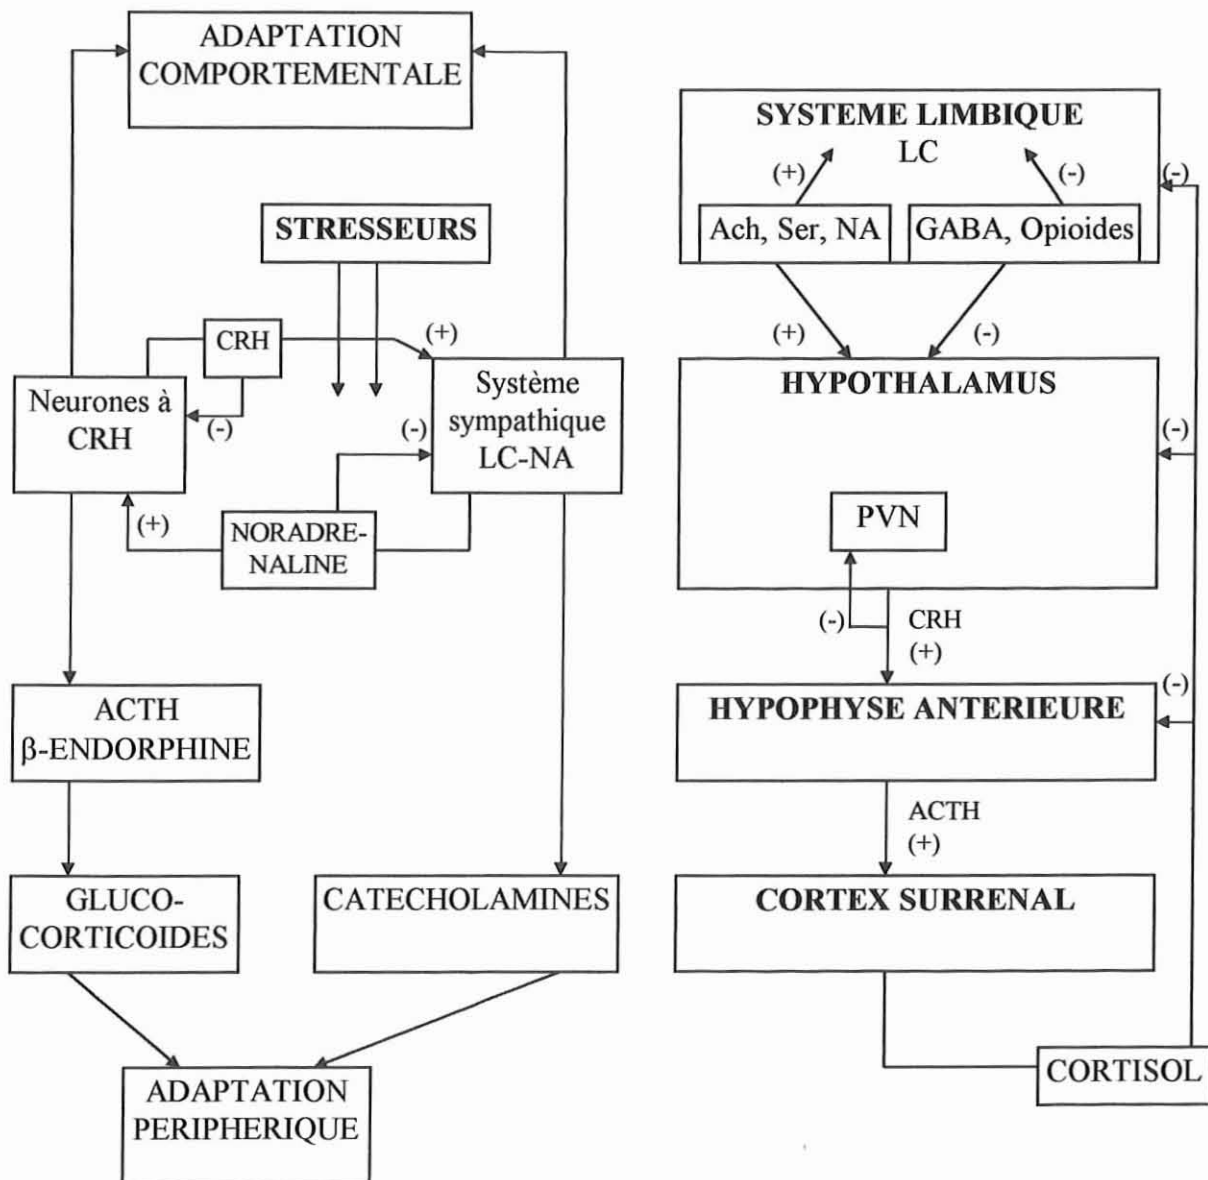 ADAPTATION
COMPORTEMENTALE
STRESSEURS
CRH
(+)
Neurones à
CRH
(-)
Système
sympathique
LC-NA
(-)
(+)
NORADRE-
NALINE
ACTH
β-ENDORPHINE
GLUCO-
CORTICOIDES
CATECHOLAMINES
ADAPTATION
PERIPHERIQUE
SYSTEME LIMBIQUE
LC
(+)
(-)
(-)
Ach, Ser, NA
GABA, Opioides
(+)
(-)
HYPOTHALAMUS
(-)
PVN
(-)
CRH
(+)
HYPOPHYSE ANTERIEURE
(-)
ACTH
(+)
CORTEX SURRENAL
CORTISOL